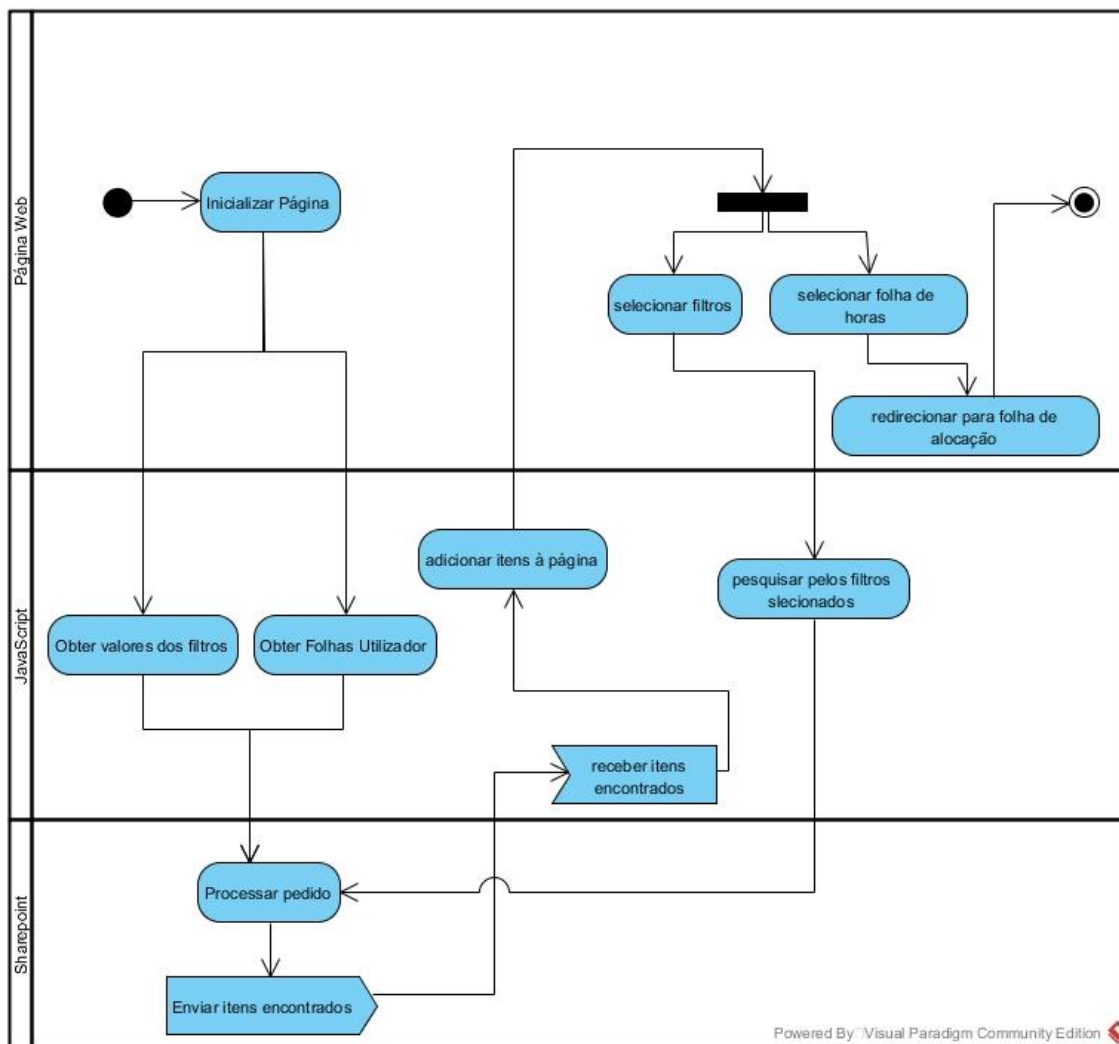 Página Web
Inicializar Página
selecionar filtros
selecionar folha de
horas
redirecionar para folha de
alocação
JavaScript
adicionar itens à página
pesquisar pelos filtros
slecionados
Obter valores dos filtros
Obter Folhas Utilizador
receber itens
encontrados
Sharepoint
Processar pedido
Enviar itens encontrados
Powered By Visual Paradigm Community Edition